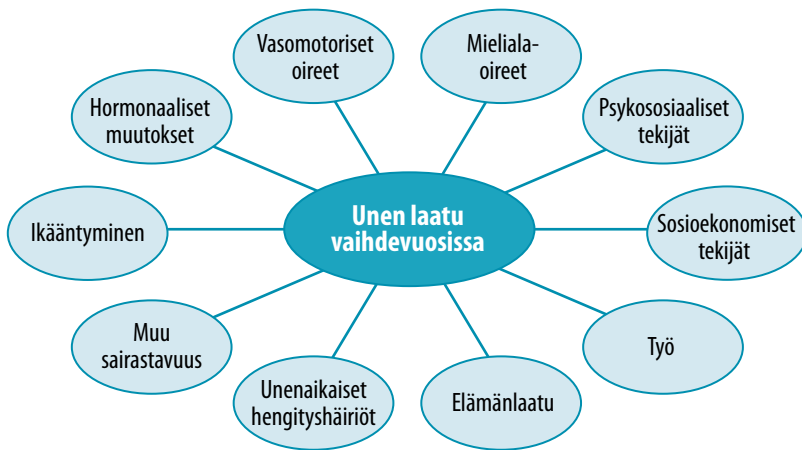 Vasomotoriset
oireet
Mieliala-
oireet
Hormonaaliset
muutokset
Psykososiaaliset
tekijät
Ikääntyminen
Unen laatu
vaihdevuosissa
Sosioekonomiset
tekijät
Muu
sairastavuus
Työ
Unenaikaiset
hengityshäiriöt
Elämänlaatu